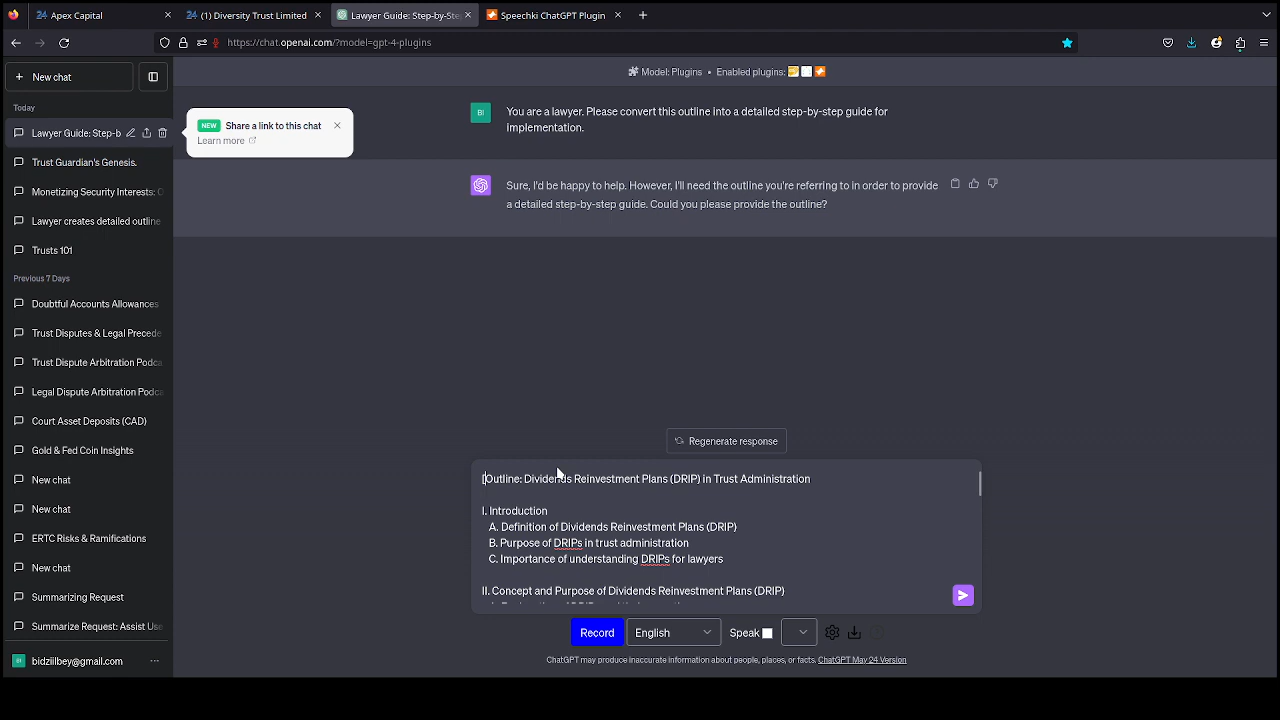 Apex Capital
(1) Diversity Trust Limited
Lawyer Guide: Step-by-Ste
Speechki ChatGPT Plugin
https://chat.openai.com/?model=gpt-4-plugins
New chat
Model: Plugins • Enabled plugins:
Today
Lawyer Guide: Step-b
Trust Guardian's Genesis.
Monetizing Security Interests: O
Lawyer creates detailed outline
Trusts 101
Previous 7 Days
Doubtful Accounts Allowances
Trust Disputes & Legal Precede
Trust Dispute Arbitration Podca
Legal Dispute Arbitration Podca
Court Asset Deposits (CAD)
Gold & Fed Coin Insights
New chat
New chat
ERTC Risks & Ramifications
New chat
Summarizing Request
Summarize Request: Assist Use
BI
bidzillbey@gmail.com
NEW Share a link to this chat
Learn more
BI
You are a lawyer. Please convert this outline into a detailed step-by-step guide for
implementation.
Sure, I'd be happy to help. However, I'll need the outline you're referring to in order to provide
a detailed step-by-step guide. Could you please provide the outline?
Regenerate response
[Outline: Dividends Reinvestment Plans (DRIP) in Trust Administration
I. Introduction
A. Definition of Dividends Reinvestment Plans (DRIP)
B. Purpose of DRIPs in trust administration
C. Importance of understanding DRIPs for lawyers
II. Concept and Purpose of Dividends Reinvestment Plans (DRIP)
Record
English
Speak
ChatGPT may produce inaccurate information about people, places, or facts. ChatGPT May 24 Version